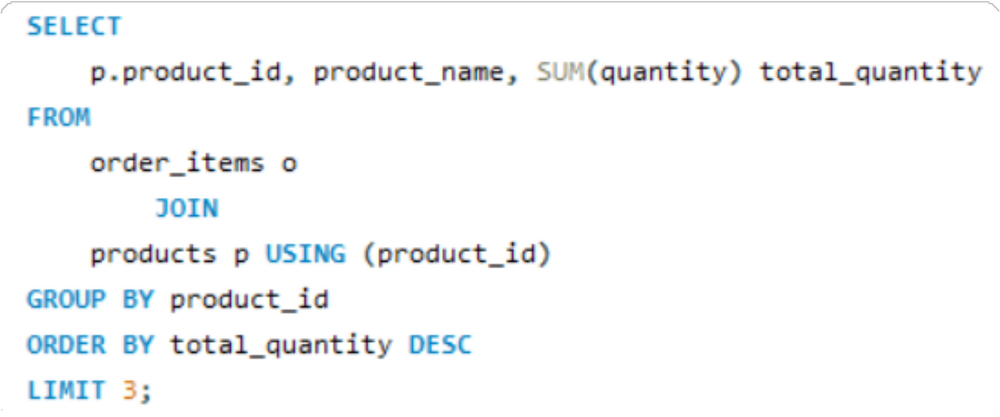 SELECT
p.product_id, product_name, SUM(quantity) total_quantity
FROM
order_items o
JOIN
products p USING (product_id)
GROUP BY product_id
ORDER BY total_quantity DESC
LIMIT 3;